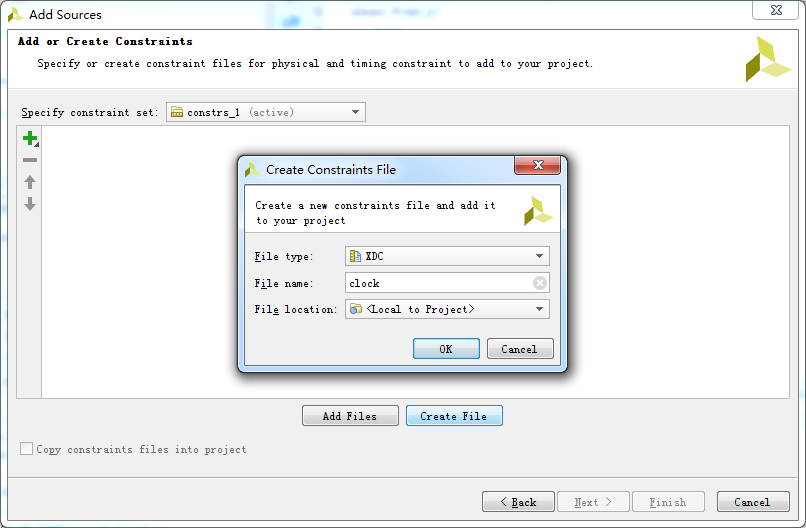 Add Sources
Add or Create Constraints
Specify or create constraint files for physical and timing constraint to add to your project.
Specify constraint set: constrs_1 (active)
Create Constraints File
Create a new constraints file and add it
to your project
File type: XDC
File name: clock
File location: <Local to Project>
OK Cancel
Add Files Create File
Copy constraints files into project
< Back Next > Finish Cancel